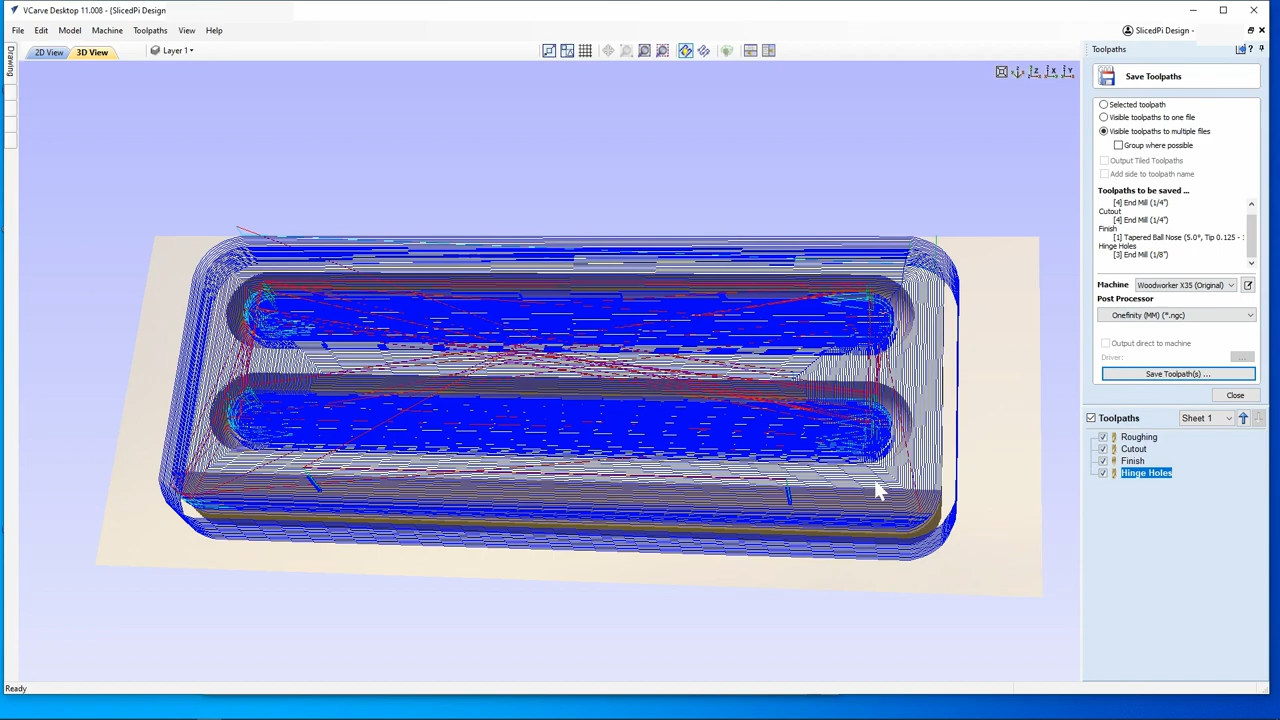 VCarve Desktop 11.008 - {SlicedPi Design
File Edit Model Machine Toolpaths View Help
SlicedPi Design -
2D View 3D View Layer 1
Drawing
Toolpaths
Save Toolpaths
Selected toolpath
Visible toolpaths to one file
Visible toolpaths to multiple files
Group where possible
Output Tiled Toolpaths
Add side to toolpath name
Toolpaths to be saved ...
[4] End Mill (1/4")
Cutout
[4] End Mill (1/4")
Finish
[1] Tapered Ball Nose (5.0°, Tip 0.125 -
Hinge Holes
[3] End Mill (1/8")
Machine Woodworker X35 (Original)
Post Processor
Onefinity (MM) (*.ngc)
Output direct to machine
Driver: ...
Save Toolpath(s) ...
Close
Toolpaths Sheet 1
Roughing
Cutout
Finish
Hinge Holes
Ready